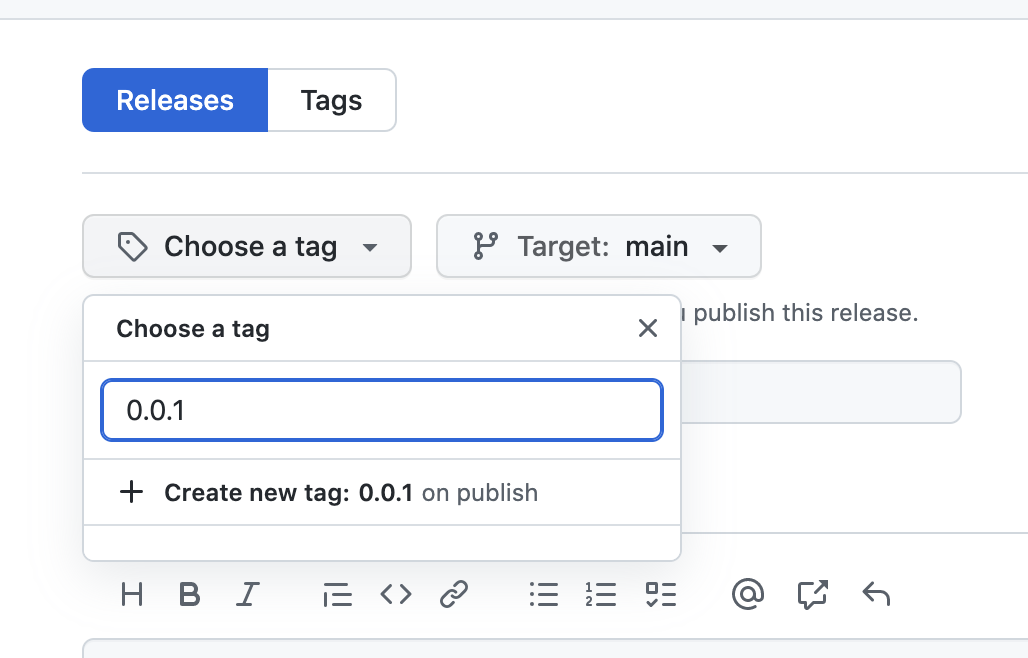 Releases Tags
Choose a tag Target: main
Choose a tag
publish this release.
0.0.1
Create new tag: 0.0.1 on publish